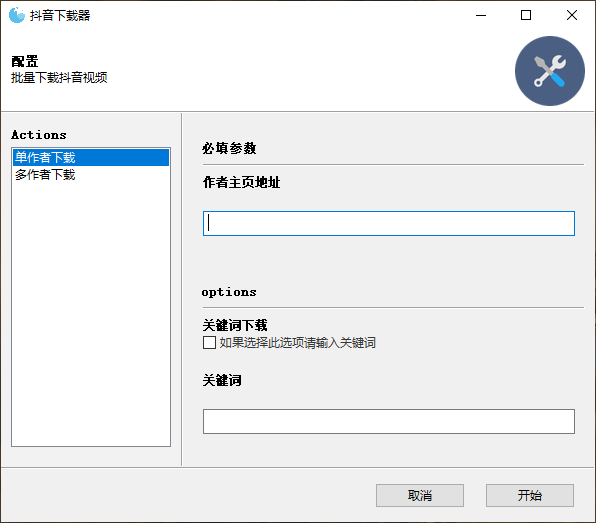 抖音下载器
配置
批量下载抖音视频
Actions
单作者下载
多作者下载
必填参数
作者主页地址
options
关键词下载
如果选择此选项请输入关键词
关键词
取消
开始